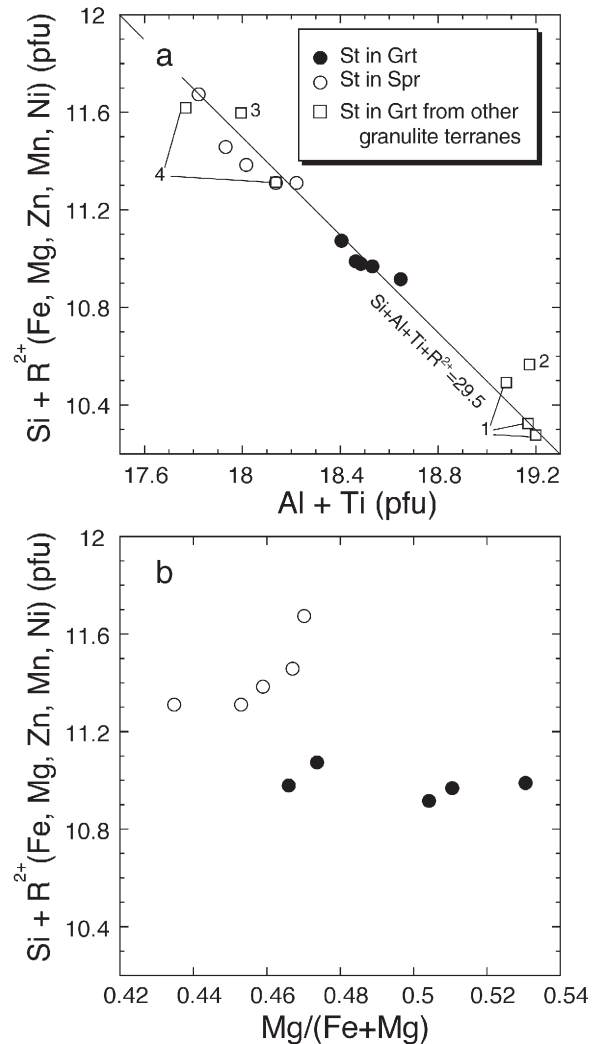 a
St in Grt
St in Spr
St in Grt from other
granulite terranes
3
4
2
1
Si+Al+Ti+R²⁺=29.5
12
11.6
11.2
10.8
10.4
Si + R²⁺(Fe, Mg, Zn, Mn, Ni) (pfu)
17.6 18 18.4 18.8 19.2
Al + Ti (pfu)
b
12
11.6
11.2
10.8
10.4
Si + R²⁺(Fe, Mg, Zn, Mn, Ni) (pfu)
0.42 0.44 0.46 0.48 0.5 0.52 0.54
Mg/(Fe+Mg)